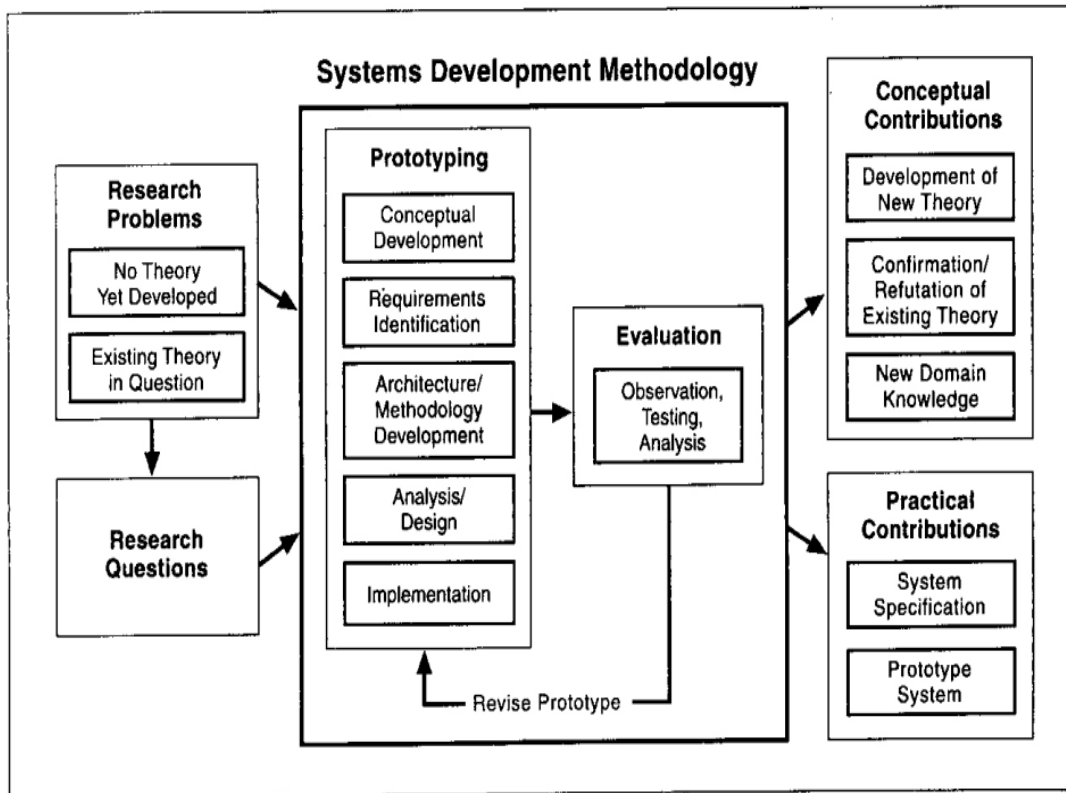 Systems Development Methodology
Research
Problems
No Theory
Yet Developed
Existing Theory
in Question
Research
Questions
Prototyping
Conceptual
Development
Requirements
Identification
Architecture/
Methodology
Development
Analysis/
Design
Implementation
Evaluation
Observation,
Testing,
Analysis
Revise Prototype
Conceptual
Contributions
Development of
New Theory
Confirmation/
Refutation of
Existing Theory
New Domain
Knowledge
Practical
Contributions
System
Specification
Prototype
System